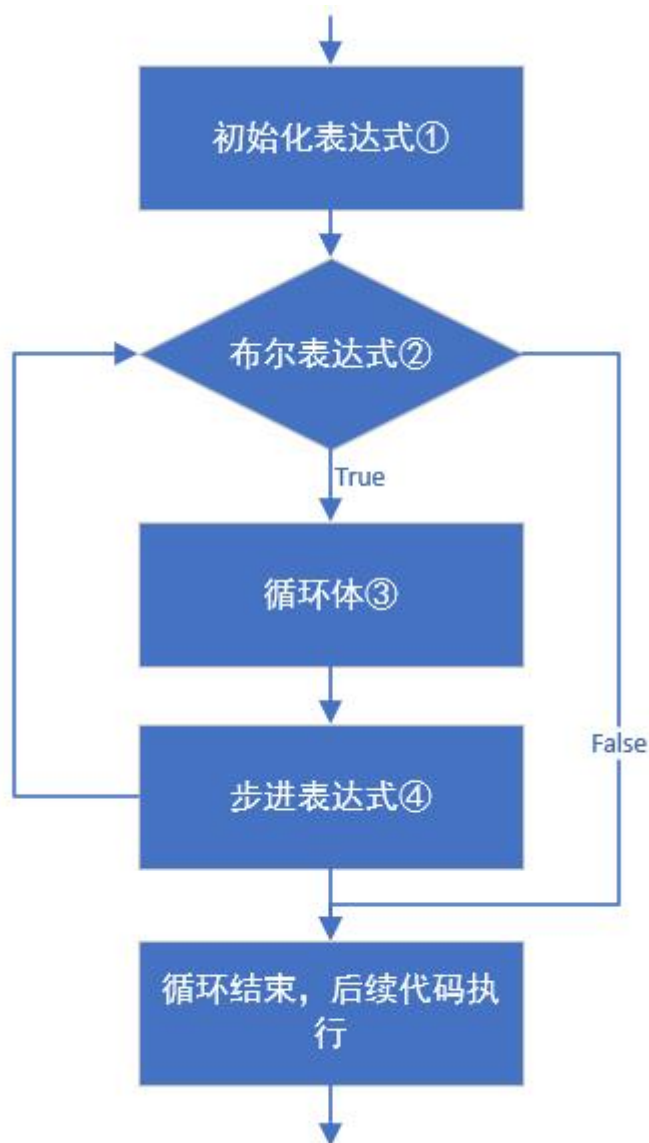 初始化表达式①
布尔表达式②
True
循环体③
False
步进表达式④
循环结束，后续代码执
行